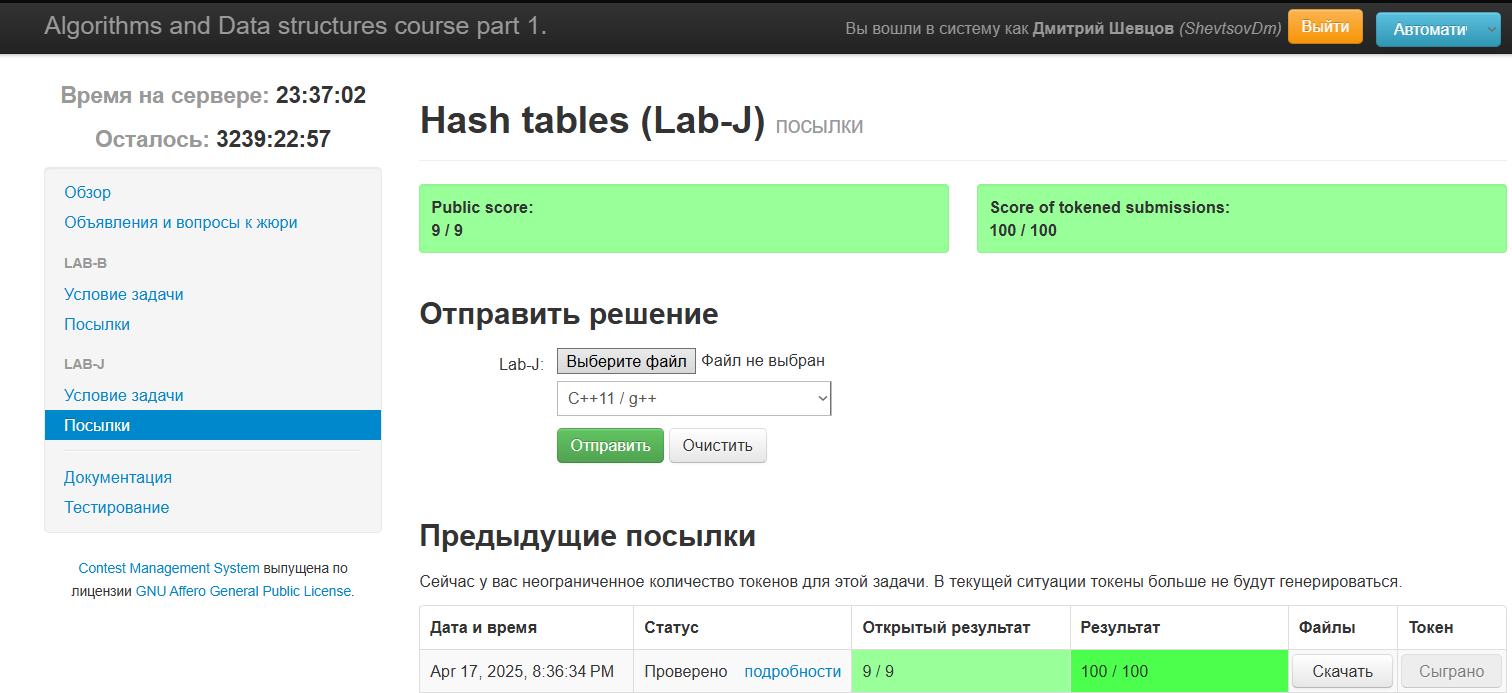 Algorithms and Data structures course part 1.
Вы вошли в систему как Дмитрий Шевцов (ShevtsovDm)
Выйти
Автомати
Время на сервере: 23:37:02
Осталось: 3239:22:57
Обзор
Объявления и вопросы к жюри
LAB-B
Условие задачи
Посылки
LAB-J
Условие задачи
Посылки
Документация
Тестирование
Contest Management System выпущена по
лицензии GNU Affero General Public License.
Hash tables (Lab-J) посылки
Public score:
9 / 9
Score of tokened submissions:
100 / 100
Отправить решение
Lab-J: Выберите файл Файл не выбран
C++11 / g++
Отправить Очистить
Предыдущие посылки
Сейчас у вас неограниченное количество токенов для этой задачи. В текущей ситуации токены больше не будут генерироваться.
Дата и время Статус Открытый результат Результат Файлы Токен
Apr 17, 2025, 8:36:34 PM Проверено подробности 9 / 9 100 / 100 Скачать Сыграно